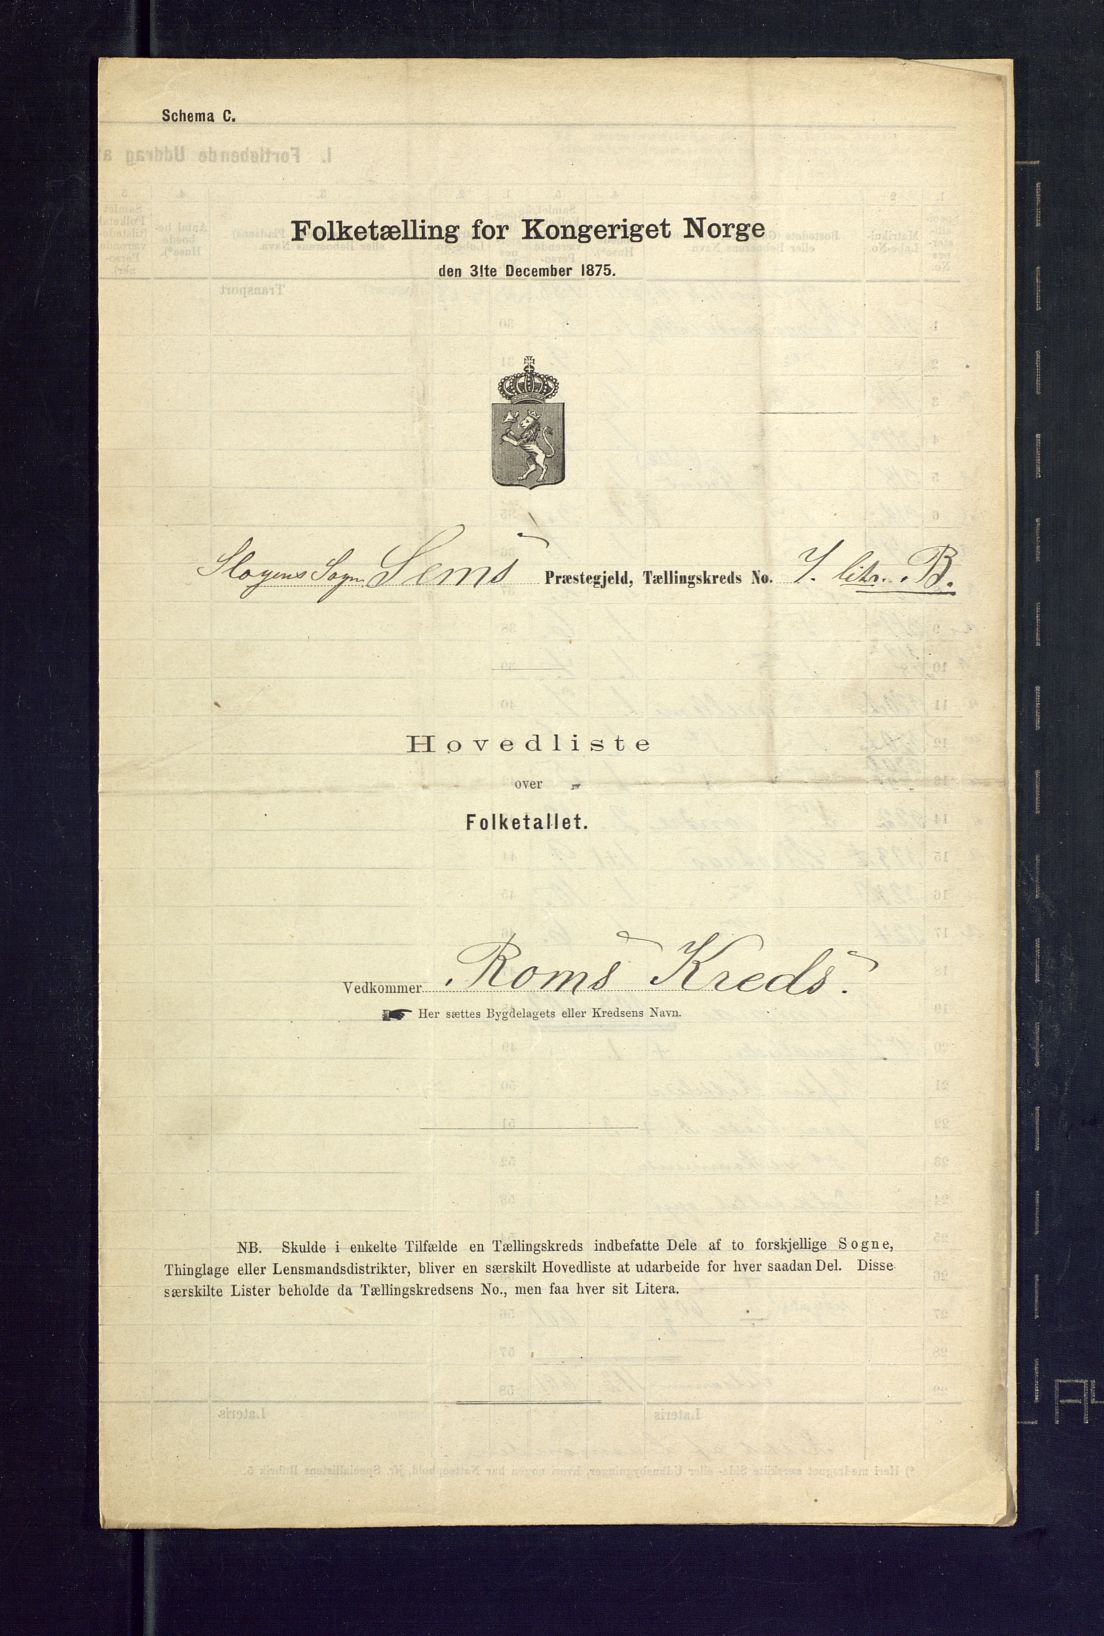 Schema C.
Folketælling for Kongeriget Norge
den 31te December 1875.
Slagens Sogn Sems Præstegjeld, Tællingskreds No. 7. litr. B.
Hovedliste
over
Folketallet.
Vedkommer Roms Kreds.
Her sættes Bygdelagets eller Kredsens Navn.
NB. Skulde i enkelte Tilfælde en Tællingskreds indbefatte Dele af to forskjellige Sogne,
Thinglage eller Lensmandsdistrikter, bliver en særskilt Hovedliste at udarbeide for hver saadan Del. Disse
særskilte Lister beholde da Tællingskredsens No., men faa hver sit Litera.